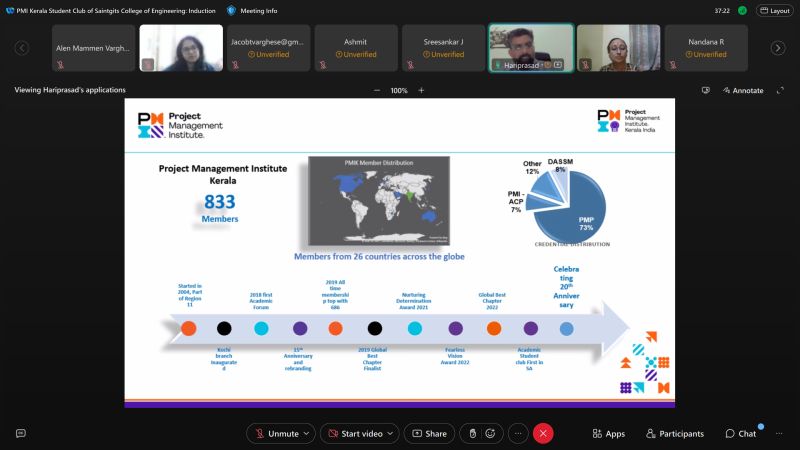 PMI Kerala Student Club of Saintgits College of Engineering: Induction
Meeting Info
37:22
Layout
Alen Mammen Vargh...
Jacobtvarghese@gm...
Unverified
Ashmit
Unverified
Sreesankar J
Unverified
Hariprasad
Nandana R
Unverified
Viewing Hariprasad's applications
100%
Annotate
Project
Management
Institute.
Project
Management
Institute.
Kerala India
Project Management Institute
Kerala
833
Members
PMIK Member Distribution
Members from 26 countries across the globe
Other
12%
DASSM
8%
PMI -
ACP
7%
PMP
73%
CREDENTIAL DISTRIBUTION
Started in
2004, Part
of Region
11
2018 first
Academic
Forum
2019 All
time
membershi
p top with
686
Nurturing
Determination
Award 2021
Global Best
Chapter
2022
Celebra
ting
20th
Anniver
sary
Kochi
branch
Inaugurate
d
15th
Anniversary
and
rebranding
2019 Global
Best
Chapter
Finalist
Fearless
Vision
Award 2022
Academic
Student
club First in
SA
Unmute
Start video
Share
Apps
Participants
Chat